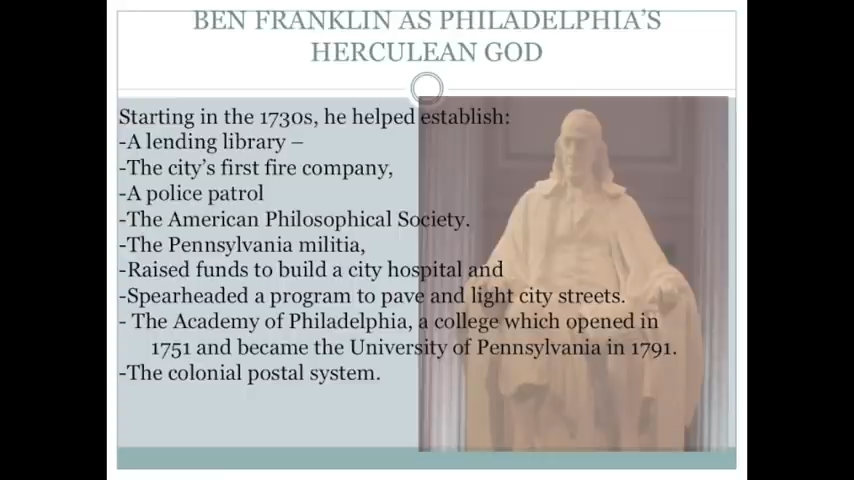 BEN FRANKLIN AS PHILADELPHIA'S
HERCULEAN GOD
Starting in the 1730s, he helped establish:
-A lending library –
-The city's first fire company,
-A police patrol
-The American Philosophical Society.
-The Pennsylvania militia,
-Raised funds to build a city hospital and
-Spearheaded a program to pave and light city streets.
- The Academy of Philadelphia, a college which opened in
1751 and became the University of Pennsylvania in 1791.
-The colonial postal system.